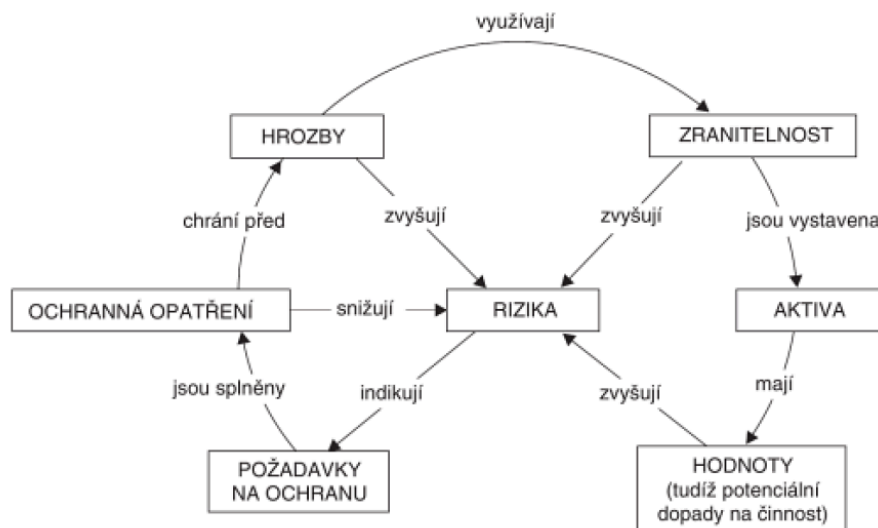 využívají
HROZBY
ZRANITELNOST
chrání před
zvyšují
zvyšují
jsou vystavena
OCHRANNÁ OPATŘENÍ
snižují
RIZIKA
AKTIVA
jsou splněny
indikují
zvyšují
mají
POŽADAVKY
NA OCHRANU
HODNOTY
(tudíž potenciální
dopady na činnost)